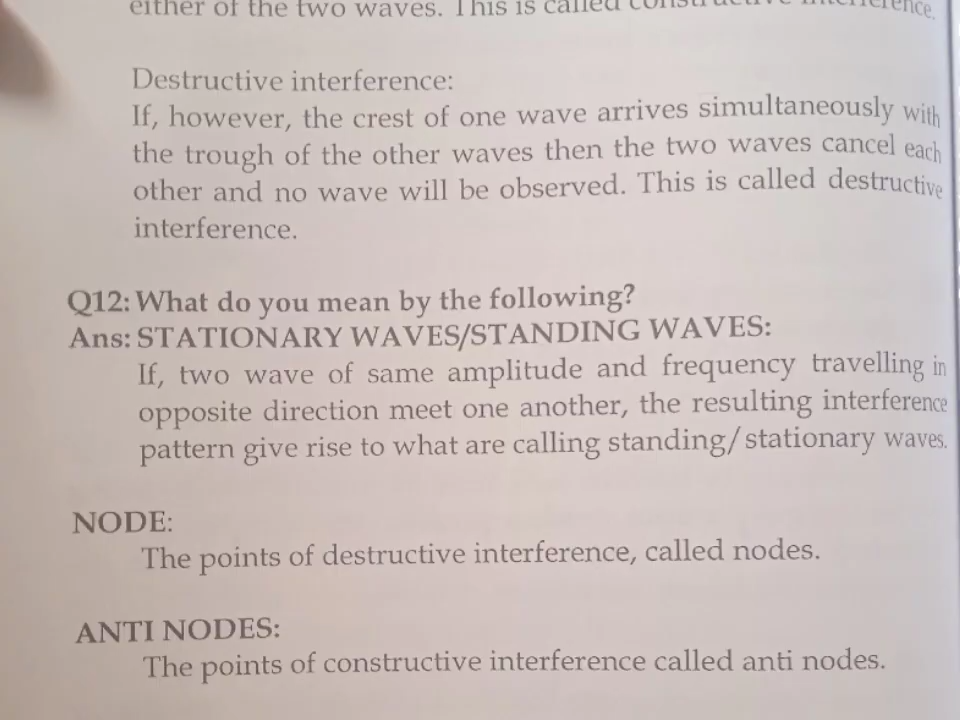 either of the two waves. This is called constructive interference.
Destructive interference:
If, however, the crest of one wave arrives simultaneously with
the trough of the other waves then the two waves cancel each
other and no wave will be observed. This is called destructive
interference.
Q12: What do you mean by the following?
Ans: STATIONARY WAVES/STANDING WAVES:
If, two wave of same amplitude and frequency travelling in
opposite direction meet one another, the resulting interference
pattern give rise to what are calling standing/stationary waves.
NODE:
The points of destructive interference, called nodes.
ANTI NODES:
The points of constructive interference called anti nodes.